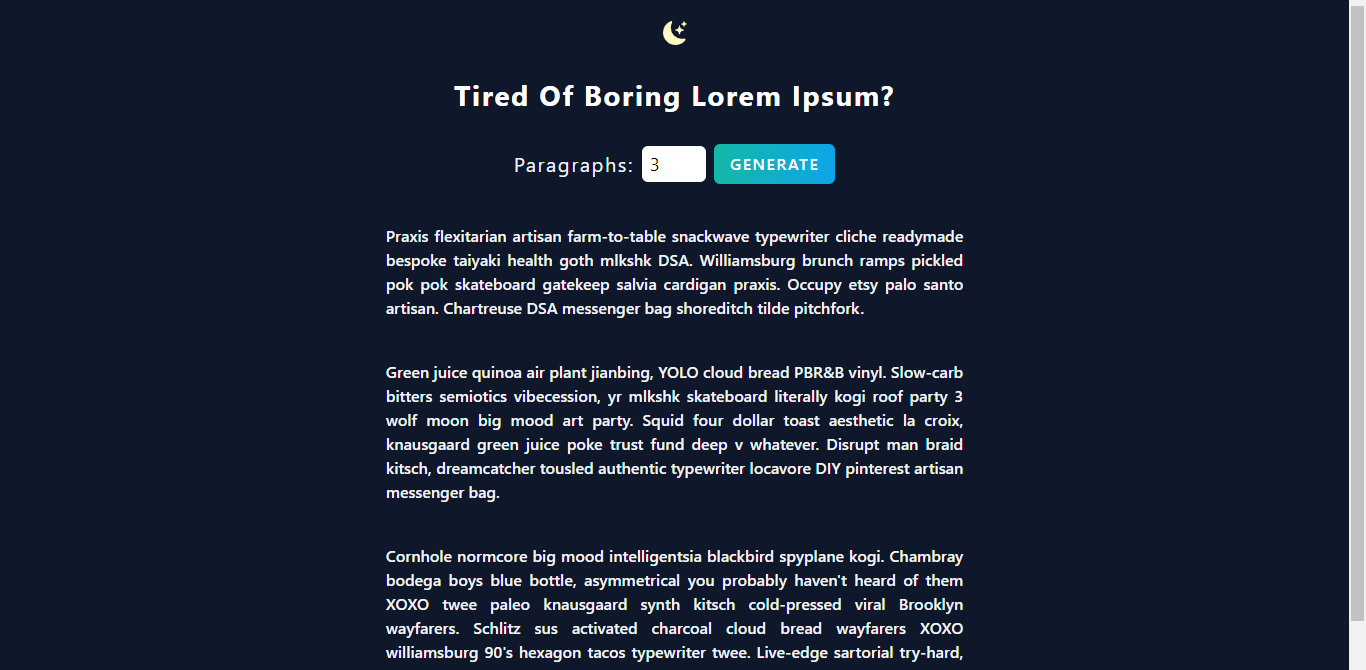 Tired Of Boring Lorem Ipsum?
Paragraphs: 3 GENERATE
Praxis flexitarian artisan farm-to-table snackwave typewriter cliche readymade
bespoke taiyaki health goth mlkshk DSA. Williamsburg brunch ramps pickled
pok pok skateboard gatekeep salvia cardigan praxis. Occupy etsy palo santo
artisan. Chartreuse DSA messenger bag shoreditch tilde pitchfork.
Green juice quinoa air plant jianbing, YOLO cloud bread PBR&B vinyl. Slow-carb
bitters semiotics vibecession, yr mlkshk skateboard literally kogi roof party 3
wolf moon big mood art party. Squid four dollar toast aesthetic la croix,
knausgaard green juice poke trust fund deep v whatever. Disrupt man braid
kitsch, dreamcatcher tousled authentic typewriter locavore DIY pinterest artisan
messenger bag.
Cornhole normcore big mood intelligentsia blackbird spyplane kogi. Chambray
bodega boys blue bottle, asymmetrical you probably haven't heard of them
XOXO twee paleo knausgaard synth kitsch cold-pressed viral Brooklyn
wayfarers. Schlitz sus activated charcoal cloud bread wayfarers XOXO
williamsburg 90's hexagon tacos typewriter twee. Live-edge sartorial try-hard,